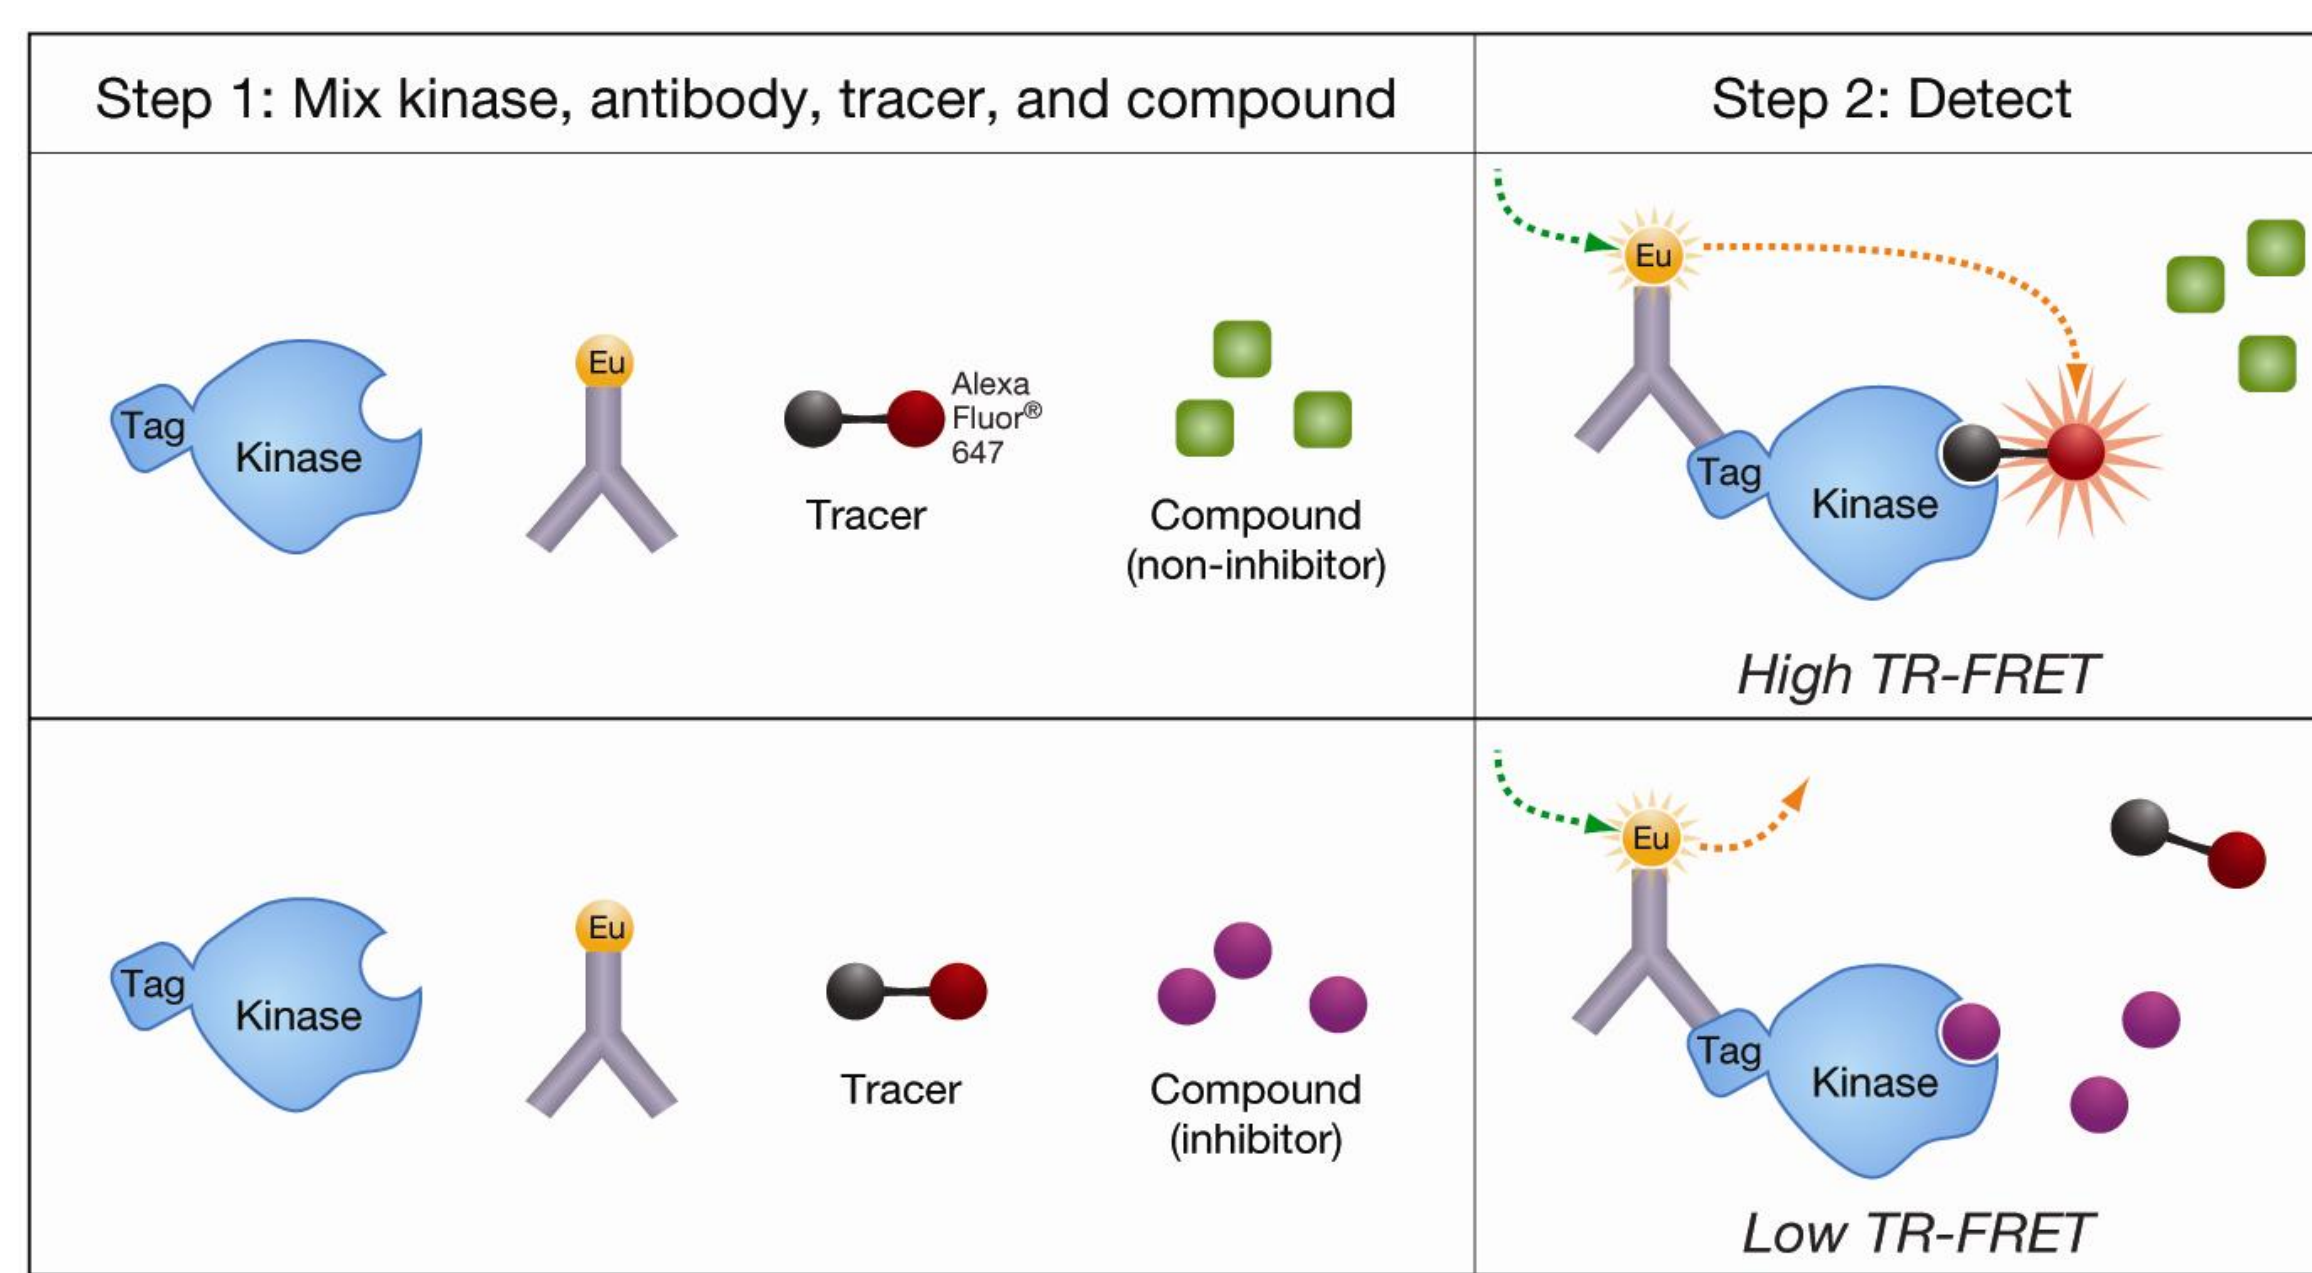 Step 1: Mix kinase, antibody, tracer, and compound
Step 2: Detect
Tag
Kinase
Eu
Alexa
Fluor®
647
Tracer
Compound
(non-inhibitor)
Eu
Tag
Kinase
High TR-FRET
Tag
Kinase
Eu
Tracer
Compound
(inhibitor)
Eu
Tag
Kinase
Low TR-FRET